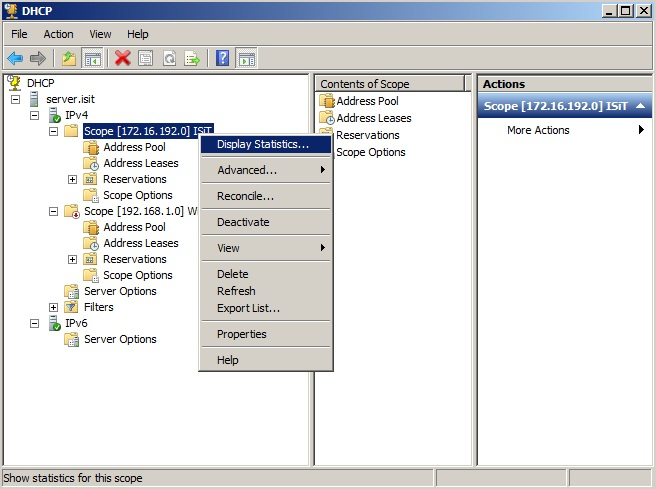 DHCP
File Action View Help
DHCP
server.isit
IPv4
Scope [172.16.192.0] ISiT
Address Pool
Address Leases
Reservations
Scope Options
Scope [192.168.1.0] W
Address Pool
Address Leases
Reservations
Scope Options
Server Options
Filters
IPv6
Server Options
Display Statistics...
Advanced...
Reconcile...
Deactivate
View
Delete
Refresh
Export List...
Properties
Help
Contents of Scope
Address Pool
Address Leases
Reservations
Scope Options
Actions
Scope [172.16.192.0] ISiT
More Actions
Show statistics for this scope